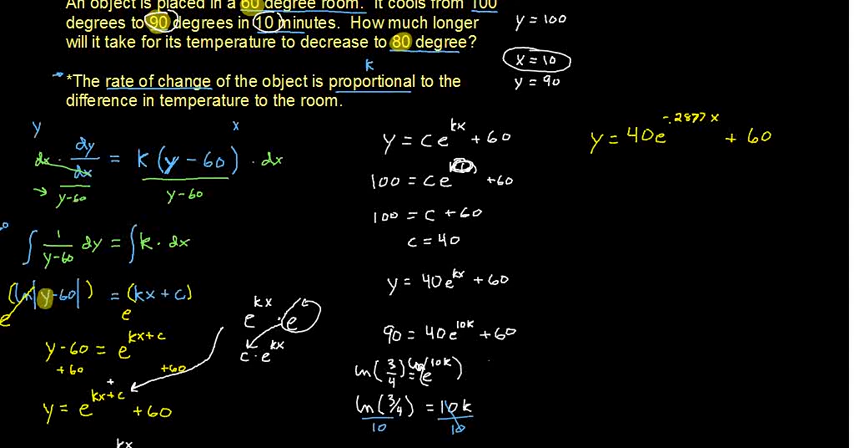 An object is placed in a 60 degree room. It cools from 100
degrees to 90 degrees in 10 minutes. How much longer
will it take for its temperature to decrease to 80 degree?
k
*The rate of change of the object is proportional to the
difference in temperature to the room.
y = 100
x = 10
y = 90
y x
dx · dy/dx = k(y - 60) · dx
y-60 y-60
∫ 1/(y-60) dy = ∫ k · dx
(ln|y-60|) = (kx + c)
e e
y - 60 = e^(kx+c)
+60 +60
y = e^(kx+c) + 60
kx
e^(kx) · e^c
c · e^(kx)
y = ce^(kx) + 60
100 = ce + 60
100 = c + 60
c = 40
y = 40e^(kx) + 60
90 = 40e^(10k) + 60
ln(3/4) = ln(e^(10k))
ln(3/4) = 10k
10 10
y = 40e^(-.2877x) + 60